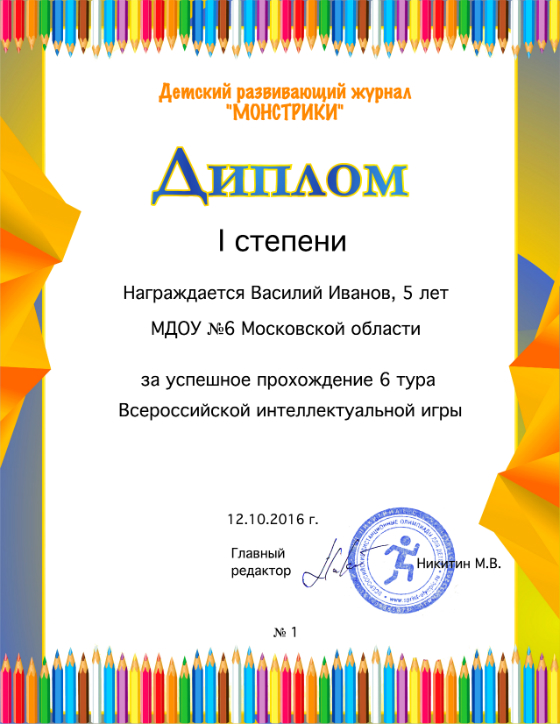 Детский развивающий журнал
"МОНСТРИКИ"
Диплом
I степени
Награждается Василий Иванов, 5 лет
МДОУ №6 Московской области
за успешное прохождение 6 тура
Всероссийской интеллектуальной игры
12.10.2016 г.
Главный
редактор
Никитин М.В.
№ 1